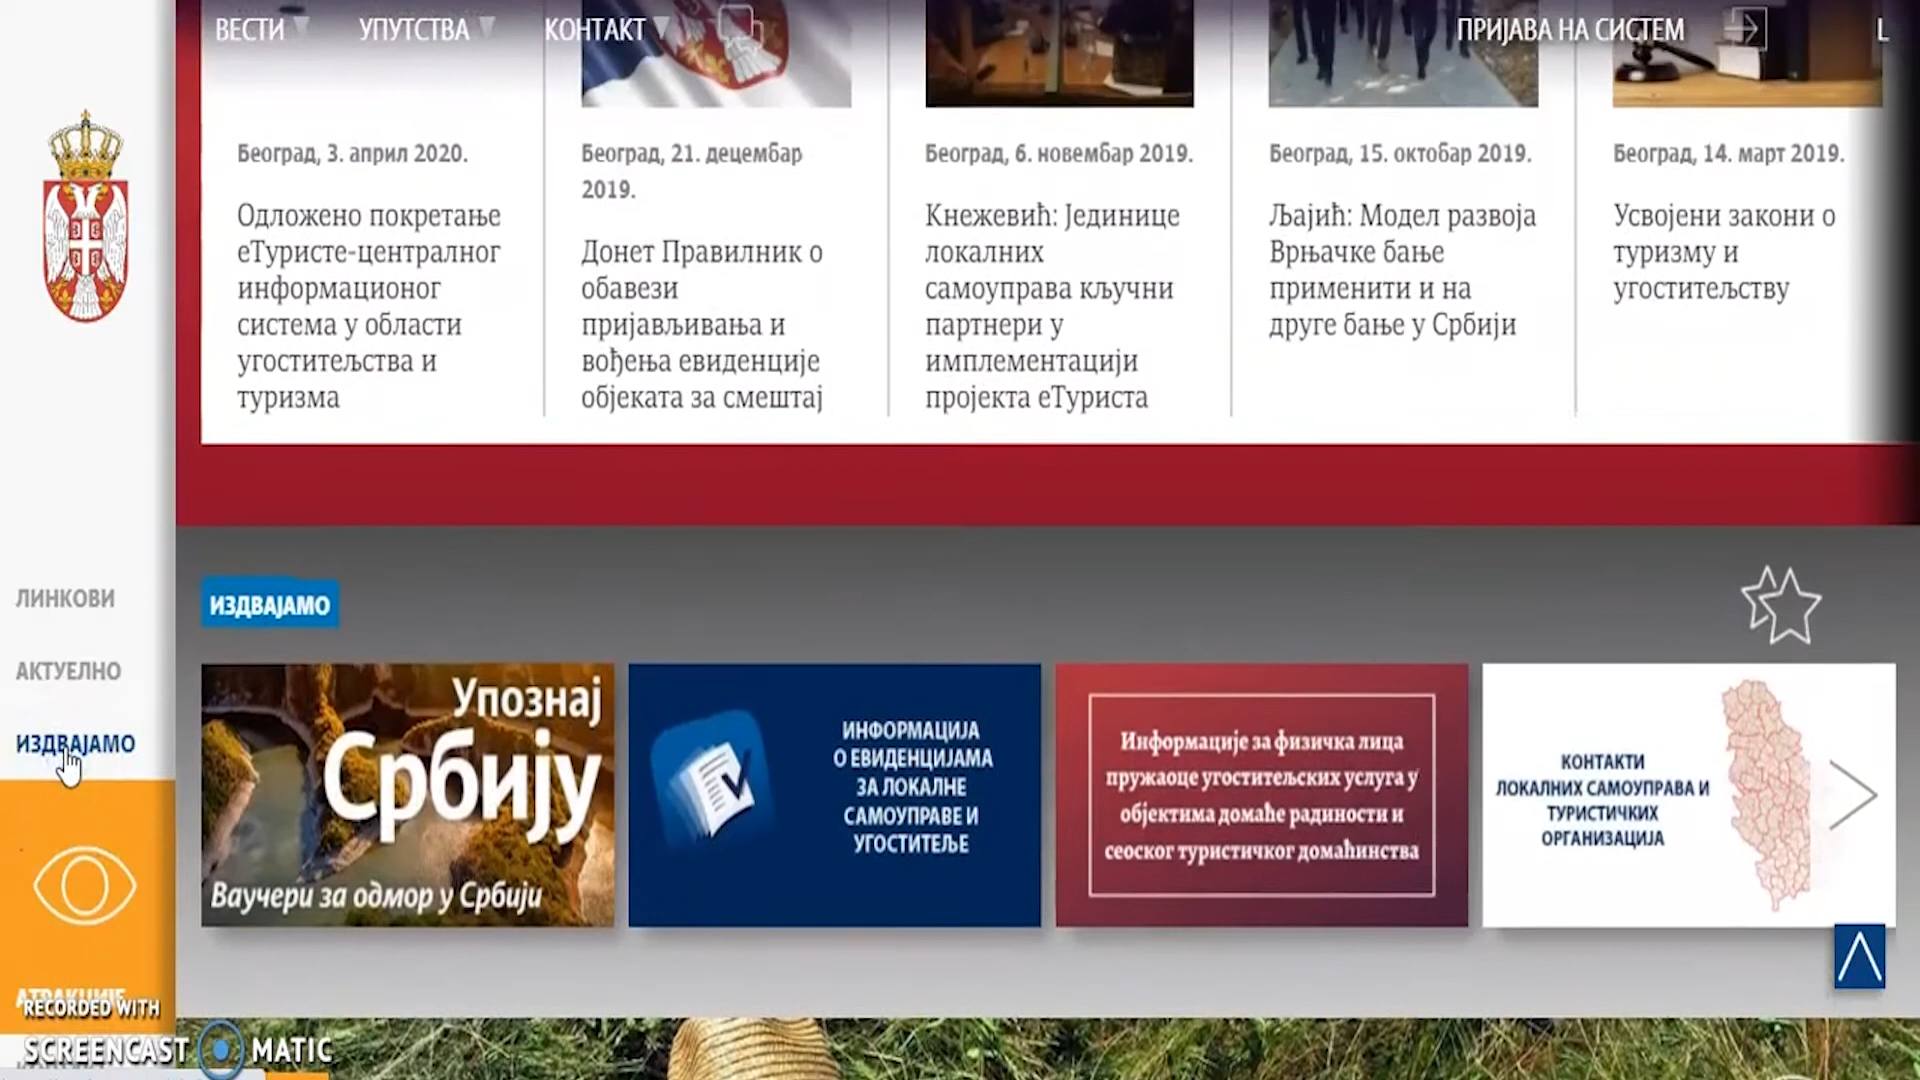 ВЕСТИ
УПУТСТВА
КОНТАКТ
ПРИЈАВА НА СИСТЕМ
L
Београд, 3. април 2020.
Одложено покретање
еТуристе-централног
информационог
система у области
угоститељства и
туризма
Београд, 21. децембар
2019.
Донет Правилник о
обавези
пријављивања и
вођења евиденције
објеката за смештај
Београд, 6. новембар 2019.
Кнежевић: Јединице
локалних
самоуправа кључни
партнери у
имплементацији
пројекта еТуриста
Београд, 15. октобар 2019.
Љајић: Модел развоја
Врњачке бање
применити и на
друге бање у Србији
Београд, 14. март 2019.
Усвојени закони о
туризму и
угоститељству
ЛИНКОВИ
АКТУЕЛНО
ИЗДВАЈАМО
ИЗДВАЈАМО
Упознај
Србију
Ваучери за одмор у Србији
ИНФОРМАЦИЈА
О ЕВИДЕНЦИЈАМА
ЗА ЛОКАЛНЕ
САМОУПРАВЕ И
УГОСТИТЕЉЕ
Информације за физичка лица
пружаоце угоститељских услуга у
објектима домаће радиности и
сеоског туристичког домаћинства
КОНТАКТИ
ЛОКАЛНИХ САМОУПРАВА И
ТУРИСТИЧКИХ
ОРГАНИЗАЦИЈА
АТРАКЦИЈЕ
RECORDED WITH
SCREENCAST MATIC